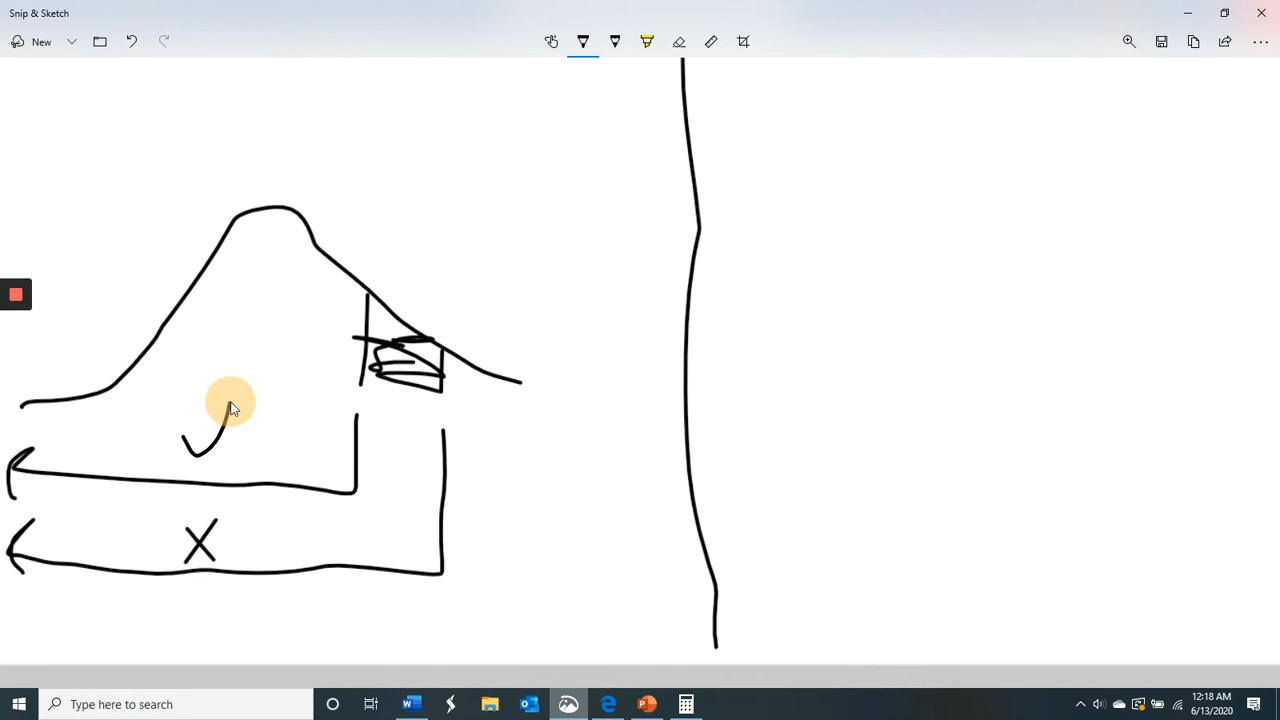 Snip & Sketch
New
X
Type here to search
12:18 AM
6/13/2020